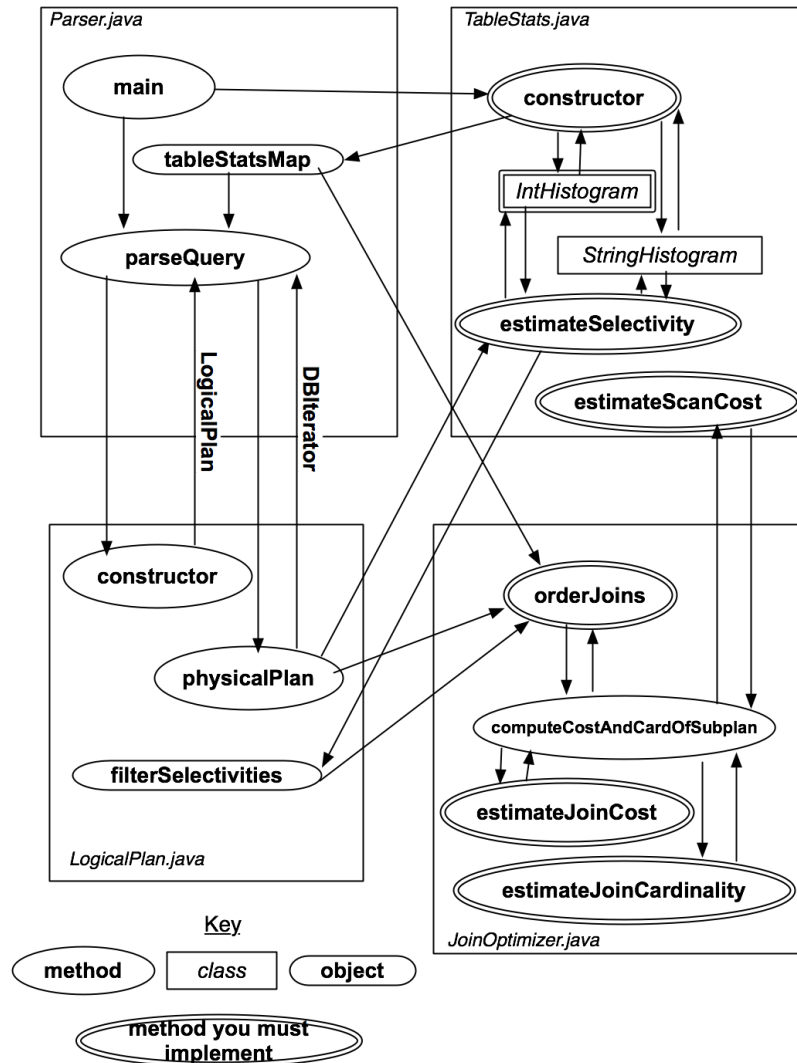 Parser.java
TableStats.java
main
constructor
tableStatsMap
IntHistogram
parseQuery
StringHistogram
estimateSelectivity
LogicalPlan
DBIterator
estimateScanCost
constructor
orderJoins
physicalPlan
computeCostAndCardOfSubplan
filterSelectivities
estimateJoinCost
LogicalPlan.java
estimateJoinCardinality
JoinOptimizer.java
Key
method
class
object
method you must
implement